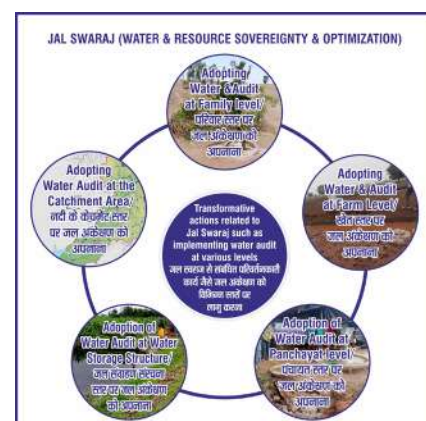 JAL SWARAJ (WATER & RESOURCE SOVEREIGNTY & OPTIMIZATION)
Adopting
Water & Audit
at Family level/
परिवार स्तर पर
जल अंकेक्षण को
अपनाना
Adopting
Water & Audit
at Farm Level/
खेत स्तर पर
जल अंकेक्षण को
अपनाना
Adoption of
Water Audit at
Panchayat level/
पंचायत स्तर पर
जल अंकेक्षण को
अपनाना
Adoption of
Water Audit at Water
Storage Structure/
जल संग्रहण संरचना
स्तर पर जल अंकेक्षण
को अपनाना
Adopting
Water Audit at the
Catchment Area/
नदी के कैचमेंट स्तर
पर जल अंकेक्षण को
अपनाना
Transformative
actions related to
Jal Swaraj such as
implementing water audit
at various levels
जल स्वराज से संबंधित परिवर्तनकारी
कार्य जैसे जल अंकेक्षण को
विभिन्न स्तरों पर
लागू करना